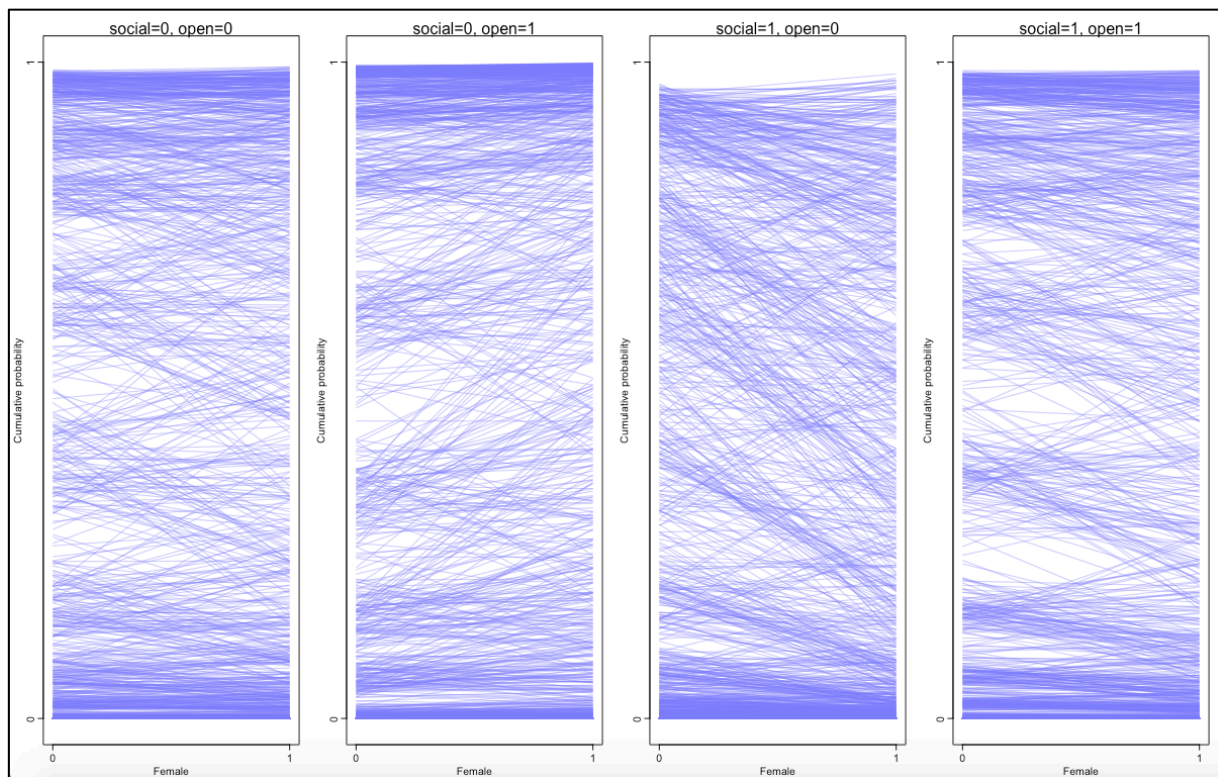 social=0, open=0
1
Cumulative probability
0
0 1
Female
social=0, open=1
1
Cumulative probability
0
0 1
Female
social=1, open=0
1
Cumulative probability
0
0 1
Female
social=1, open=1
1
Cumulative probability
0
0 1
Female